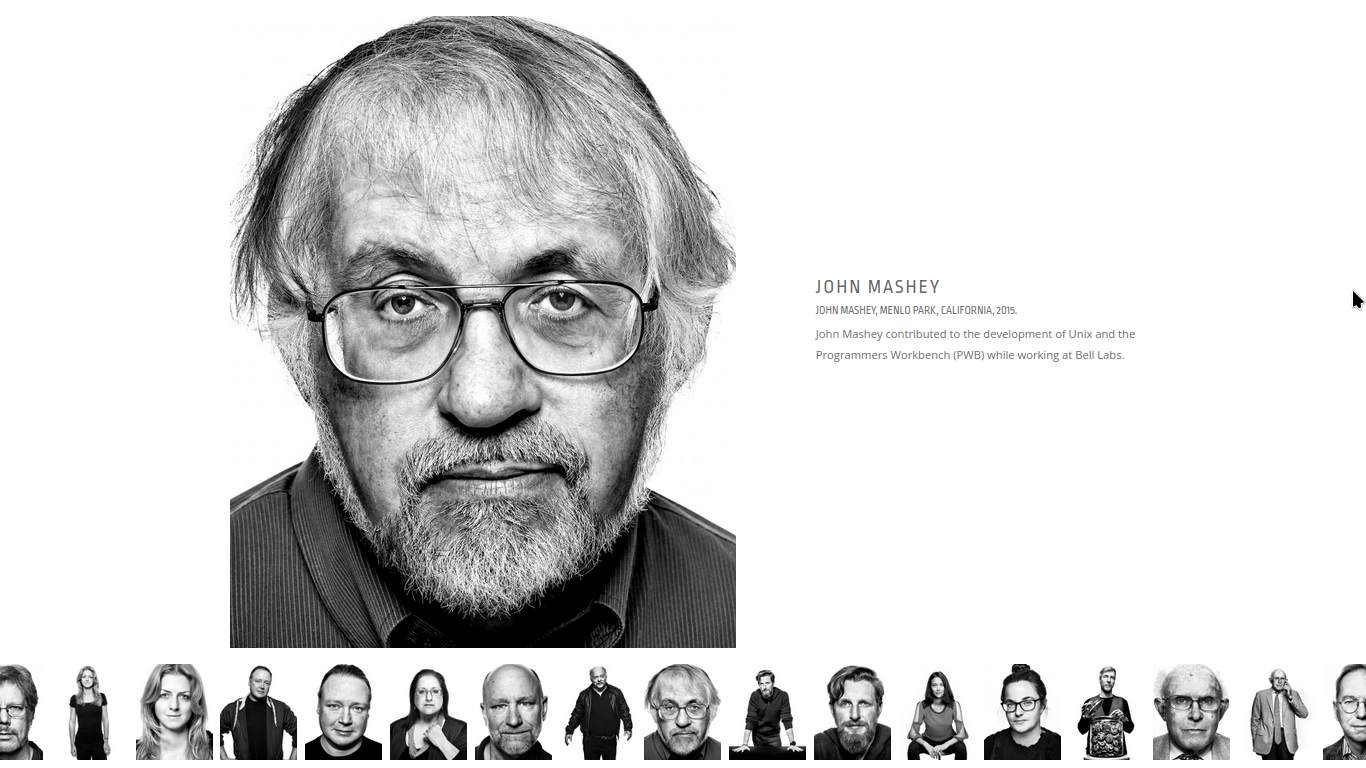 JOHN MASHEY
JOHN MASHEY, MENLO PARK, CALIFORNIA, 2015.
John Mashey contributed to the development of Unix and the
Programmers Workbench (PWB) while working at Bell Labs.